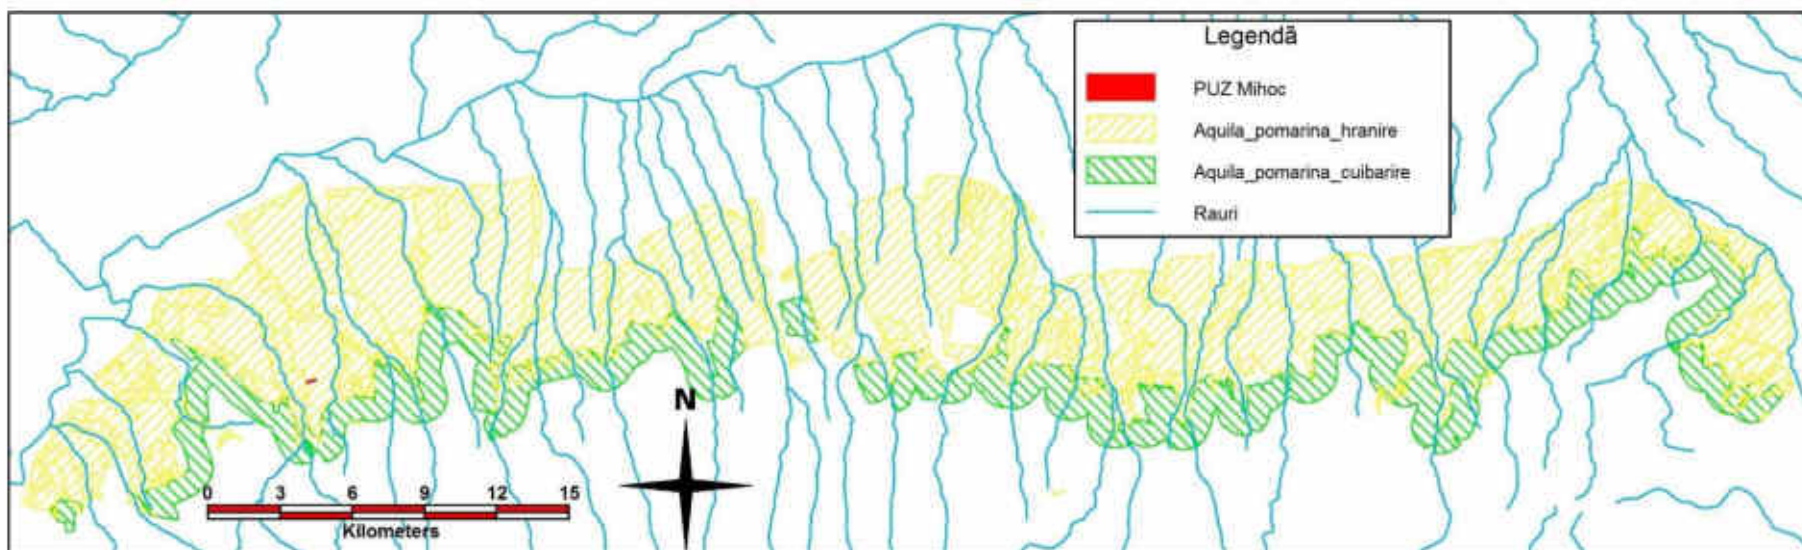 Legendă
PUZ Mihoc
Aquila_pomarina_hranire
Aquila_pomarina_cuibarire
Rauri
N
0 3 6 9 12 15
Kilometers